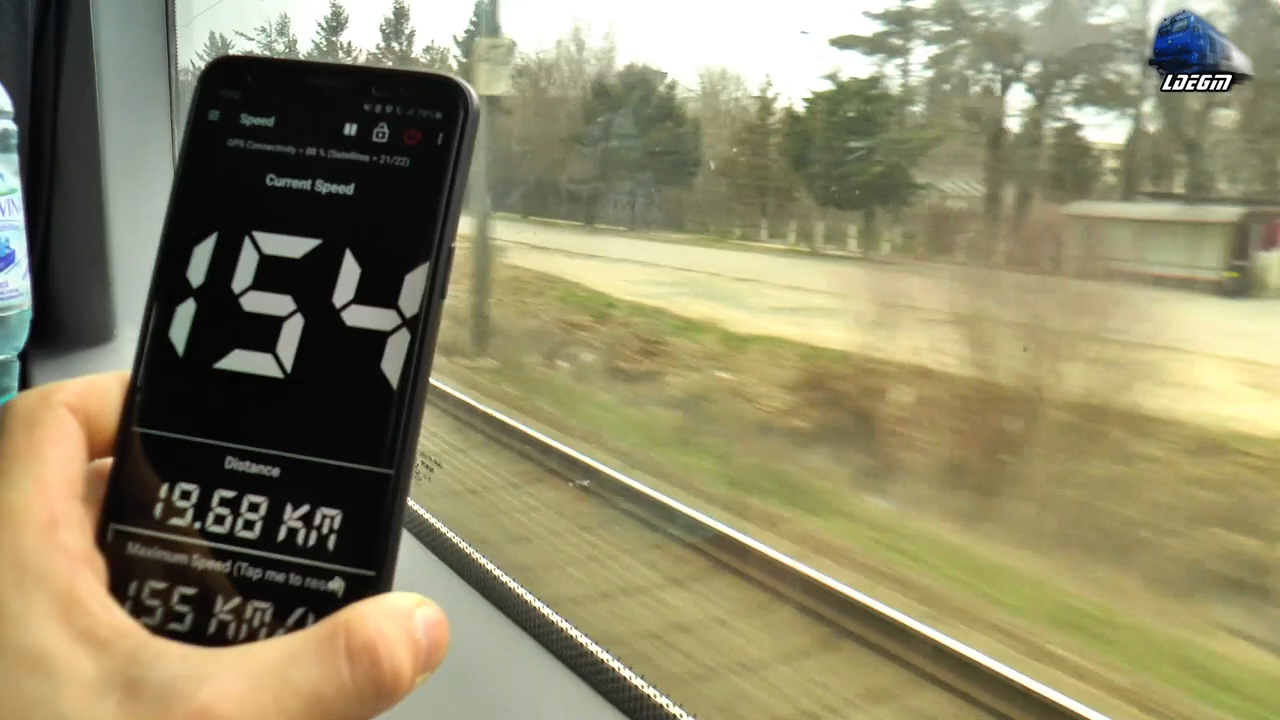 Speed
GPS Connectivity - 88 % (Satellites - 21/22)
Current Speed
154
Distance
19.68 KM
Maximum Speed (Tap me to reset)
155 KM/
LDEGM